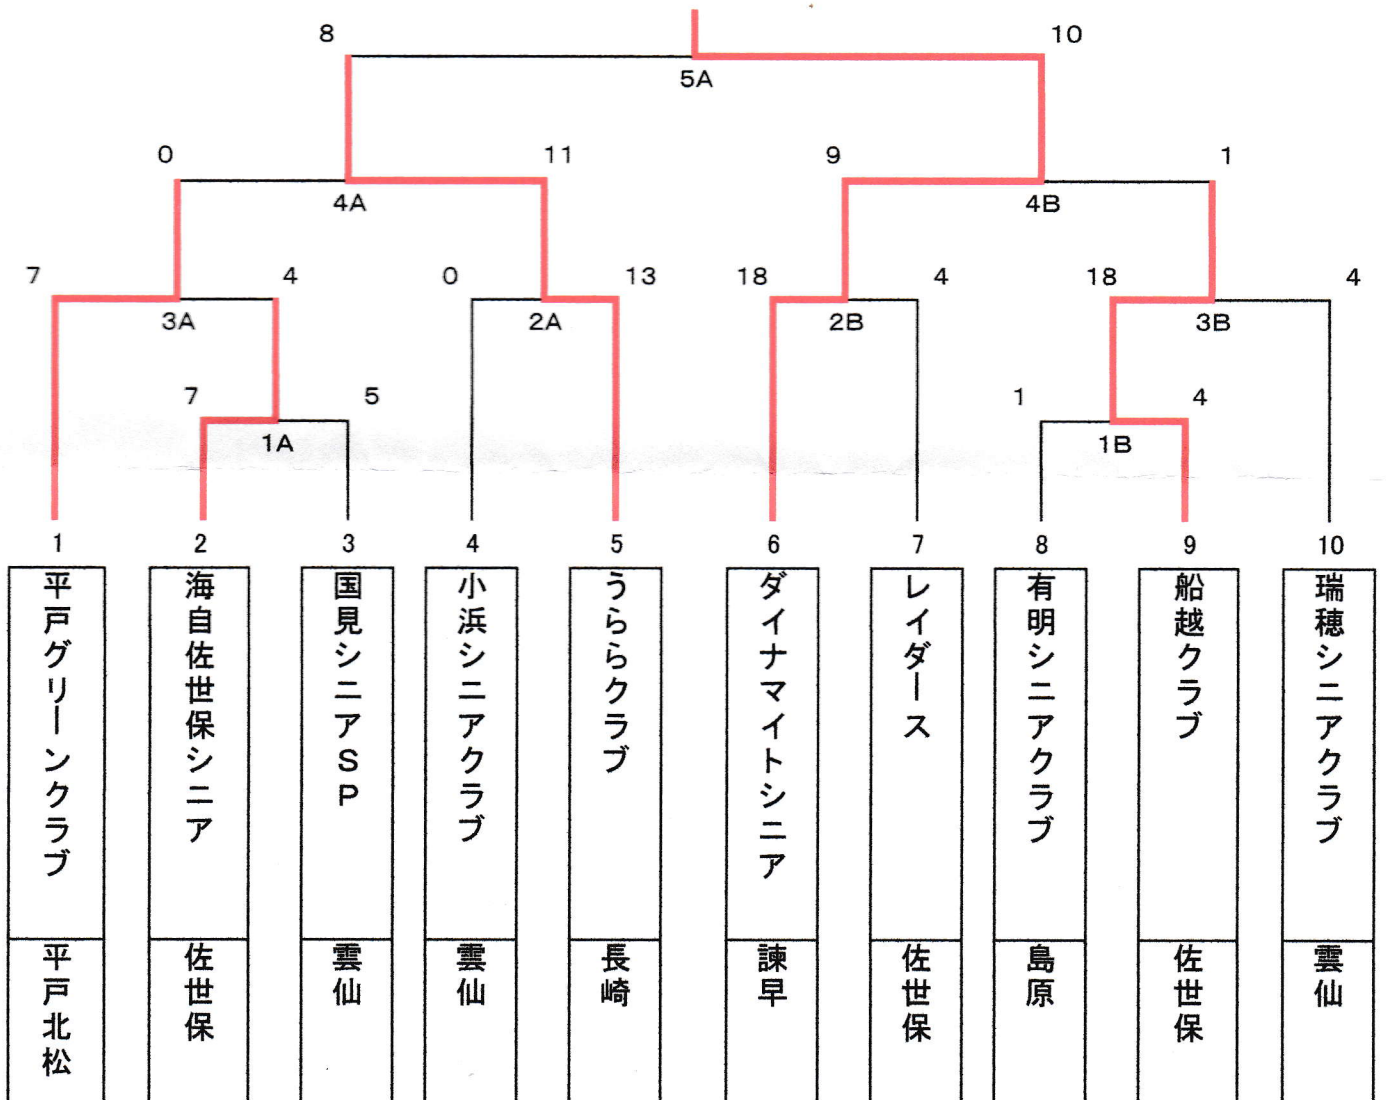 8 10
5A
0 11 9 1
4A 4B
7 4 0 13 18 4 18 4
3A 2A 2B 3B
7 5 1 4
1A 1B
1 2 3 4 5 6 7 8 9 10
平戸グリーンクラブ
海自佐世保シニア
国見シニアSP
小浜シニアクラブ
うららクラブ
ダイナマイトシニア
レイダース
有明シニアクラブ
船越クラブ
瑞穂シニアクラブ
平戸北松
佐世保
雲仙
雲仙
長崎
諫早
佐世保
島原
佐世保
雲仙